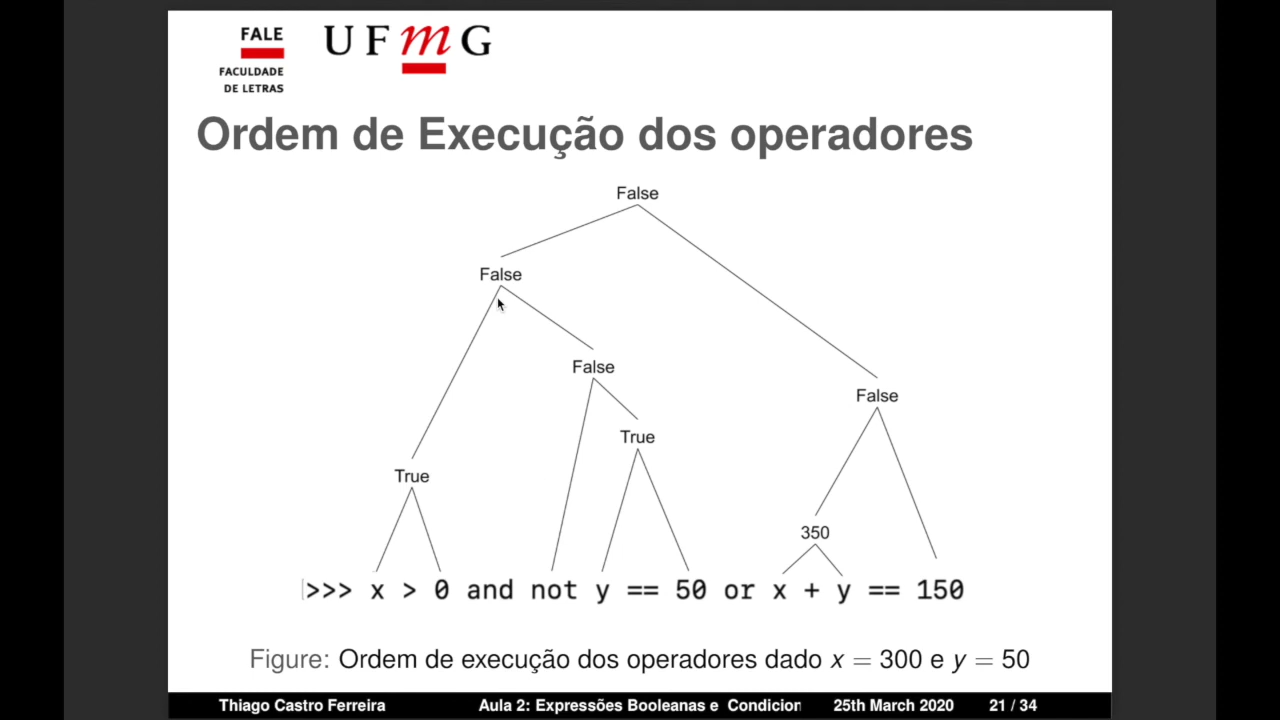 FALE
FACULDADE
DE LETRAS
UFmG
Ordem de Execução dos operadores
False
False
False
False
True
True
350
>>> x > 0 and not y == 50 or x + y == 150
Figure: Ordem de execução dos operadores dado x = 300 e y = 50
Thiago Castro Ferreira Aula 2: Expressões Booleanas e Condicion 25th March 2020 21 / 34